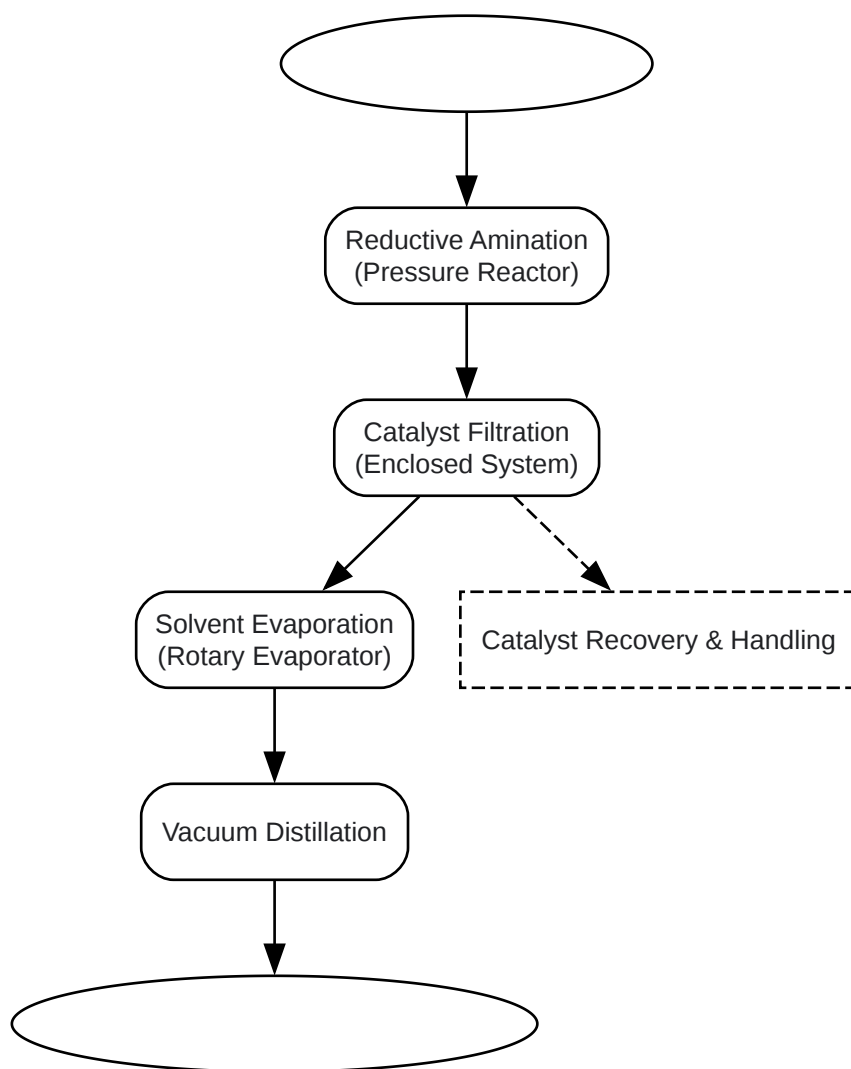 Reductive Amination
(Pressure Reactor)
Catalyst Filtration
(Enclosed System)
Solvent Evaporation
(Rotary Evaporator)
Catalyst Recovery & Handling
Vacuum Distillation